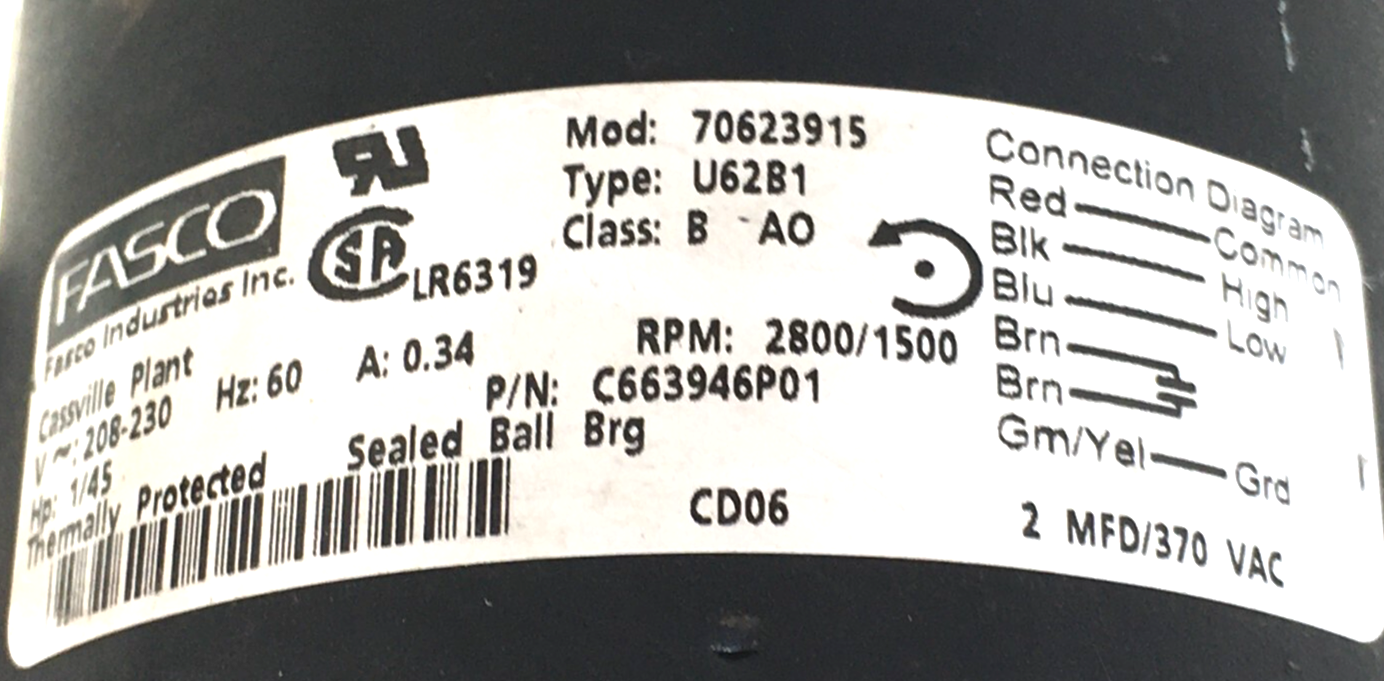 FASCO
Fasco Industries Inc.
Cassville Plant
V ~: 208-230
Hz: 60
A: 0.34
Hp: 1/45
Thermally Protected
Sealed Ball Brg
LR6319
Mod: 70623915
Type: U62B1
Class: B - AO
RPM: 2800/1500
P/N: C663946P01
CD06
Connection Diagram
Red Common
Blk High
Blu Low
Brn
Brn
Grn/Yel Grd
2 MFD/370 VAC